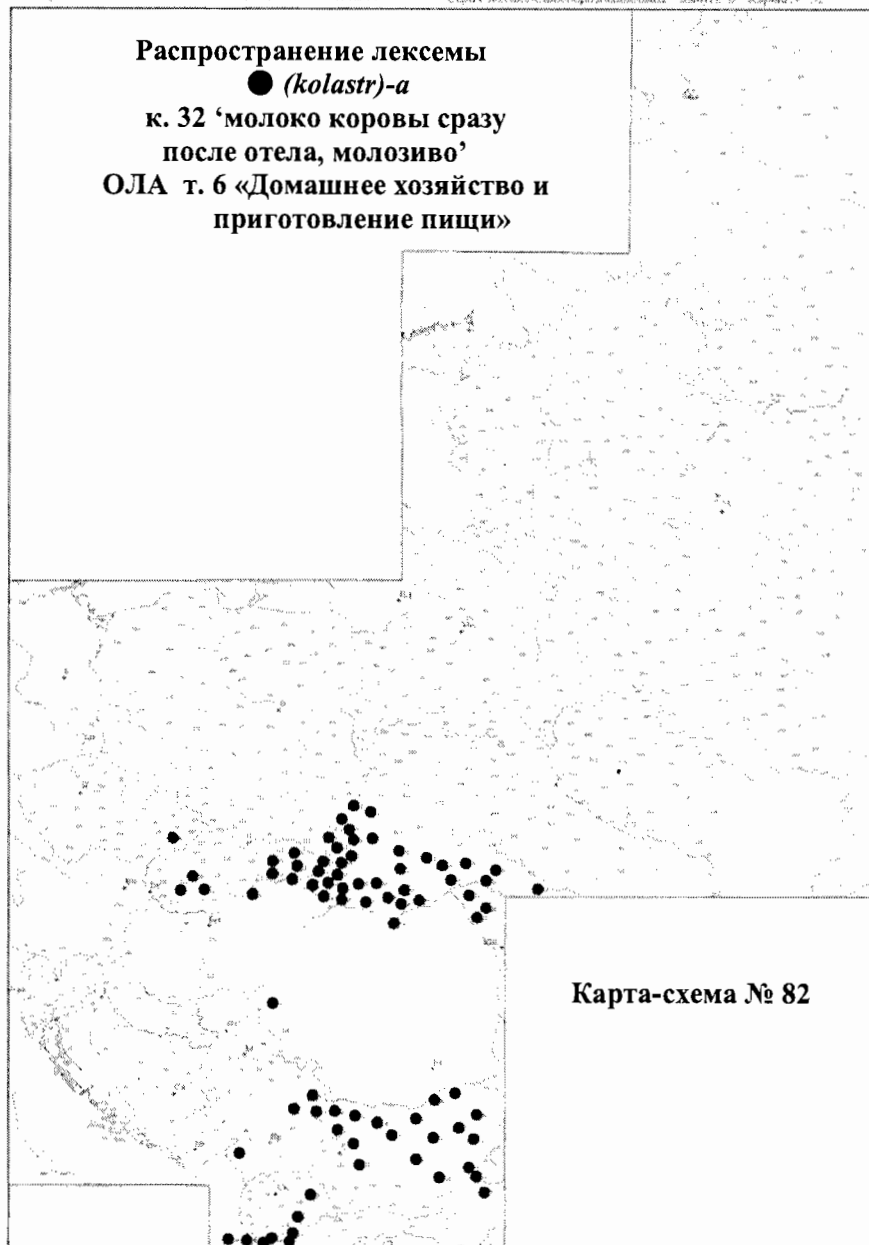 Распространение лексемы
● (kolastr)-a
к. 32 ‘молоко коровы сразу
после отела, молозиво’
ОЛА т. 6 «Домашнее хозяйство и
приготовление пищи»
Карта-схема № 82